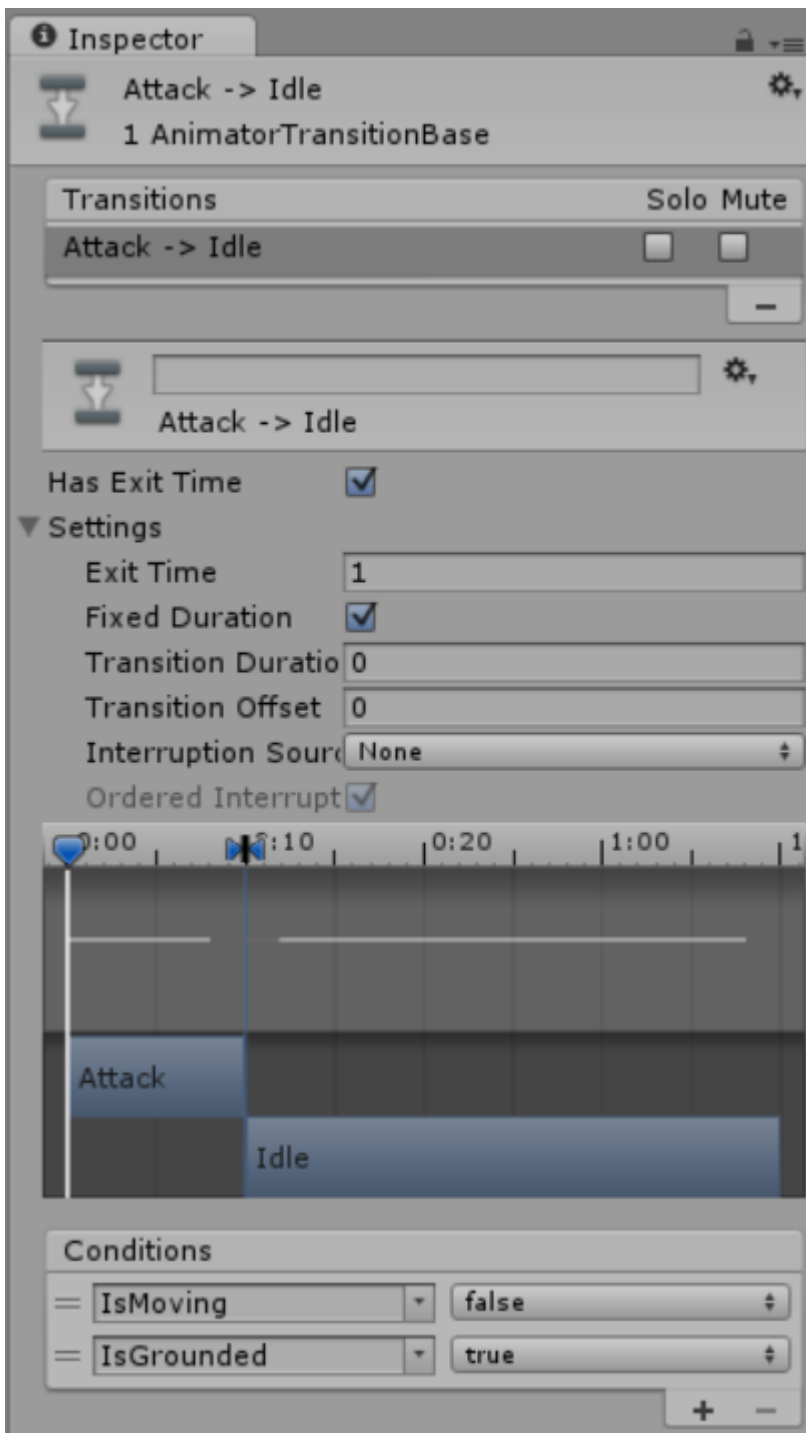 Inspector
Attack -> Idle
1 AnimatorTransitionBase
Transitions Solo Mute
Attack -> Idle
Attack -> Idle
Has Exit Time
Settings
Exit Time 1
Fixed Duration
Transition Duratio 0
Transition Offset 0
Interruption Sour None
Ordered Interrupt
0:00 0:10 0:20 1:00 1
Attack
Idle
Conditions
IsMoving false
IsGrounded true